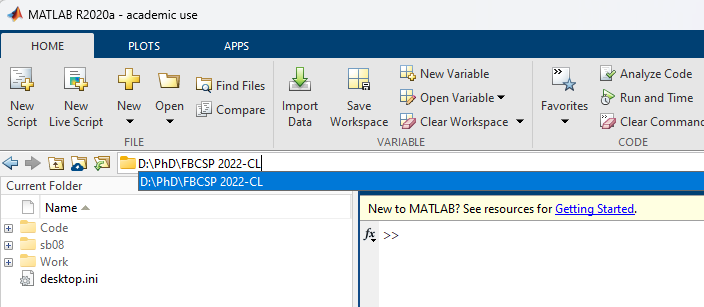 MATLAB R2020a - academic use
HOME PLOTS APPS
New Script
New Live Script
New
Open
Find Files
Compare
Import Data
Save Workspace
New Variable
Open Variable
Clear Workspace
Favorites
Analyze Code
Run and Time
Clear Comman
FILE VARIABLE CODE
D:\PhD\FBCSP 2022-CL
D:\PhD\FBCSP 2022-CL
Current Folder
Name
Code
sb08
Work
desktop.ini
New to MATLAB? See resources for Getting Started.
fx >>